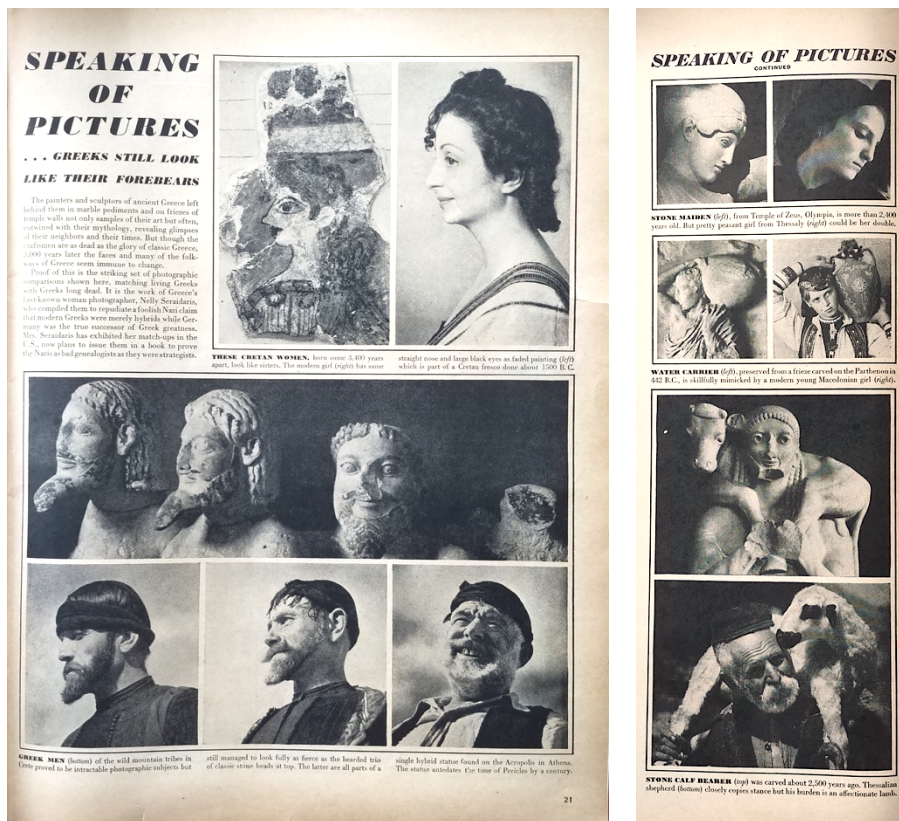 SPEAKING
OF
PICTURES
. . . GREEKS STILL LOOK
LIKE THEIR FOREBEARS
The painters and sculptors of ancient Greece left
behind them in marble pediments and on friezes of
temple walls not only samples of their art but often,
entwined with their mythology, revealing glimpses
of their neighbors and their times. But though the
craftsmen are as dead as the glory of classic Greece,
3,000 years later the faces and many of the folk-
ways of Greece seem immune to change.
Proof of this is the striking set of photographic
comparisons shown here, matching living Greeks
with Greeks long dead. It is the work of Greece's
best-known woman photographer, Nelly Seraidaris,
who compiled them to repudiate a foolish Nazi claim
that modern Greeks were merely hybrids while Ger-
many was the true successor of Greek greatness.
Mrs. Seraidaris has exhibited her match-ups in the
U.S., now plans to issue them in a book to prove
the Nazis as bad genealogists as they were strategists.
THESE CRETAN WOMEN, born some 3,400 years
apart, look like sisters. The modern girl (right) has same
straight nose and large black eyes as faded painting (left)
which is part of a Cretan fresco done about 1500 B.C.
GREEK MEN (bottom) of the wild mountain tribes in
Crete proved to be intractable photographic subjects but
still managed to look fully as fierce as the bearded trio
of classic stone heads at top. The latter are all parts of a
single hybrid statue found on the Acropolis in Athens.
The statue antedates the time of Pericles by a century.
21
SPEAKING OF PICTURES
CONTINUED
STONE MAIDEN (left), from Temple of Zeus, Olympia, is more than 2,400
years old. But pretty peasant girl from Thessaly (right) could be her double.
WATER CARRIER (left), preserved from a frieze carved on the Parthenon in
442 B.C., is skillfully mimicked by a modern young Macedonian girl (right).
STONE CALF BEARER (top) was carved about 2,500 years ago. Thessalian
shepherd (bottom) closely copies stance but his burden is an affectionate lamb.